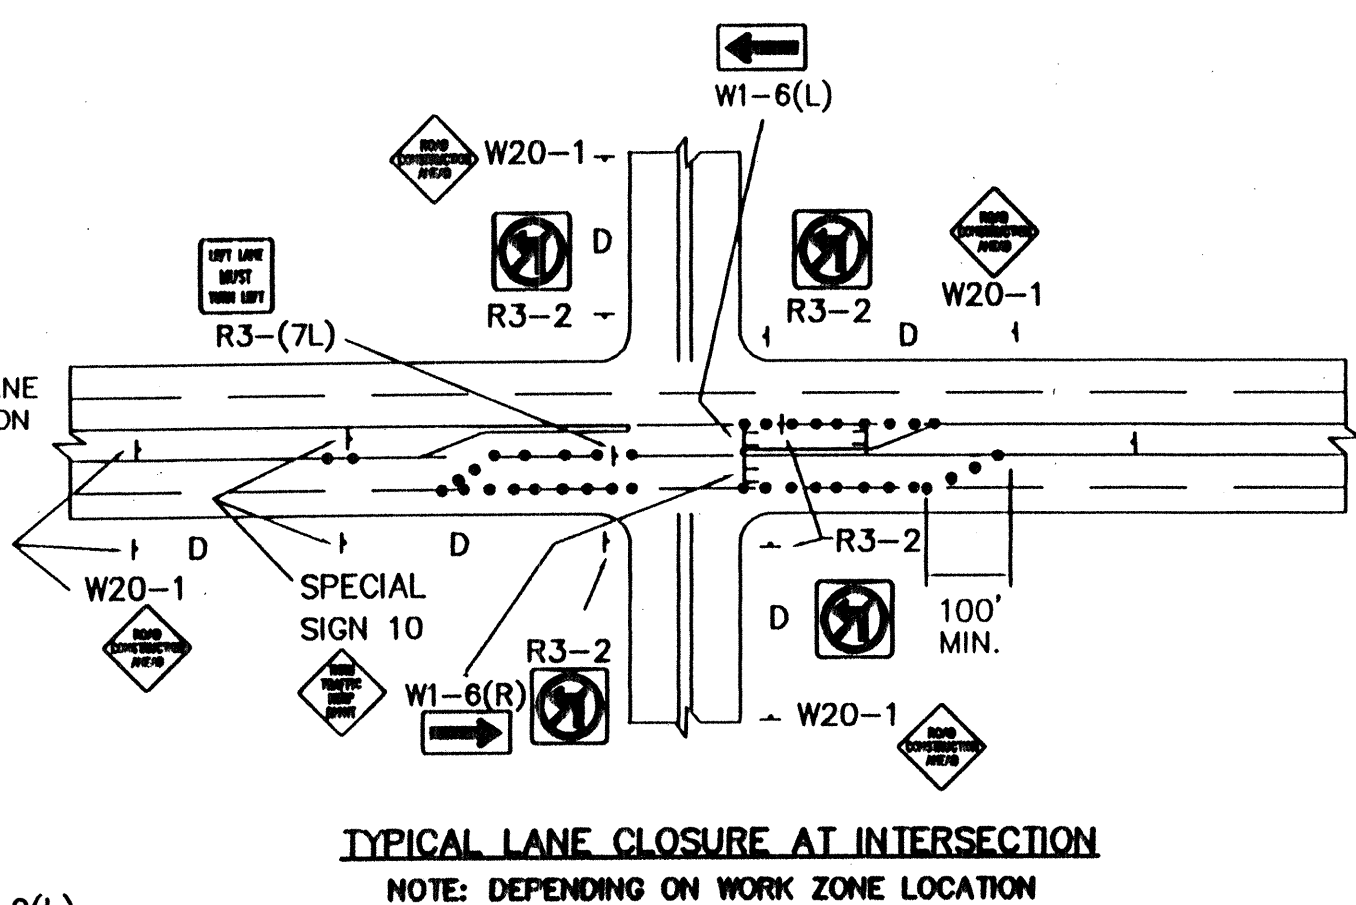 W1-6(L)
ROAD
CONSTRUCTION
AHEAD
W20-1
D
R3-2
LEFT LANE
MUST
TURN LEFT
R3-(7L)
R3-2
ROAD
CONSTRUCTION
AHEAD
W20-1
D
ANE
ON
D
W20-1
ROAD
CONSTRUCTION
AHEAD
D
SPECIAL
SIGN 10
TRAFFIC
W1-6(R)
R3-2
R3-2
D
100'
MIN.
W20-1
ROAD
CONSTRUCTION
AHEAD
TYPICAL LANE CLOSURE AT INTERSECTION
NOTE: DEPENDING ON WORK ZONE LOCATION